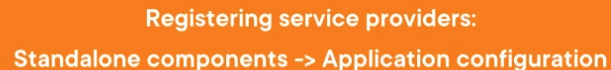 Registering service providers:
Standalone components -> Application configuration